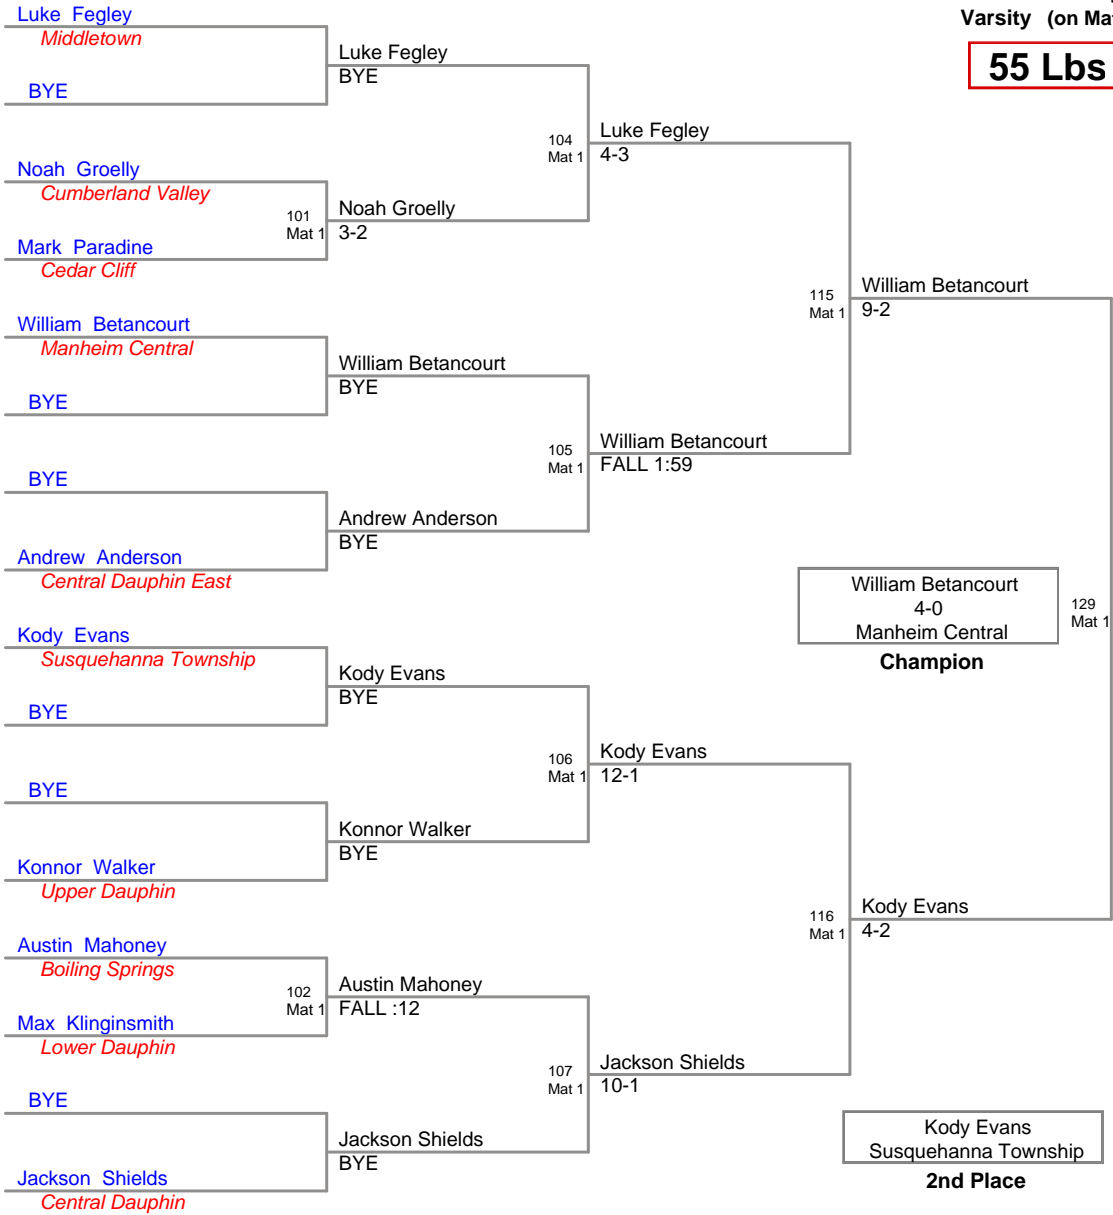 Varsity (on Mat
55 Lbs
Luke Fegley
Middletown
BYE
Noah Groelly
Cumberland Valley
Mark Paradine
Cedar Cliff
William Betancourt
Manheim Central
BYE
BYE
Andrew Anderson
Central Dauphin East
Kody Evans
Susquehanna Township
BYE
BYE
Konnor Walker
Upper Dauphin
Austin Mahoney
Boiling Springs
Max Klinginsmith
Lower Dauphin
BYE
Jackson Shields
Central Dauphin
Luke Fegley
BYE
101
Mat 1
Noah Groelly
3-2
William Betancourt
BYE
Andrew Anderson
BYE
Kody Evans
BYE
Konnor Walker
BYE
102
Mat 1
Austin Mahoney
FALL :12
Jackson Shields
BYE
104
Mat 1
Luke Fegley
4-3
105
Mat 1
William Betancourt
FALL 1:59
106
Mat 1
Kody Evans
12-1
107
Mat 1
Jackson Shields
10-1
115
Mat 1
William Betancourt
9-2
116
Mat 1
Kody Evans
4-2
William Betancourt
4-0
Manheim Central
Champion
129
Mat 1
Kody Evans
Susquehanna Township
2nd Place